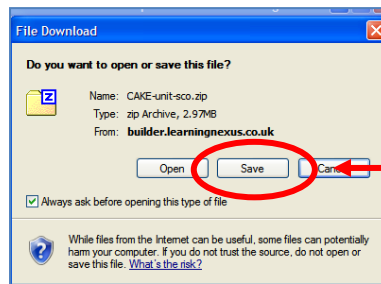 File Download
Do you want to open or save this file?
Name: CAKE-unit-sco.zip
Type: zip Archive, 2.97MB
From: builder.learningnexus.co.uk
Open Save
Always ask before opening this type of file
While files from the Internet can be useful, some files can potentially
harm your computer. If you do not trust the source, do not open or
save this file. What's the risk?